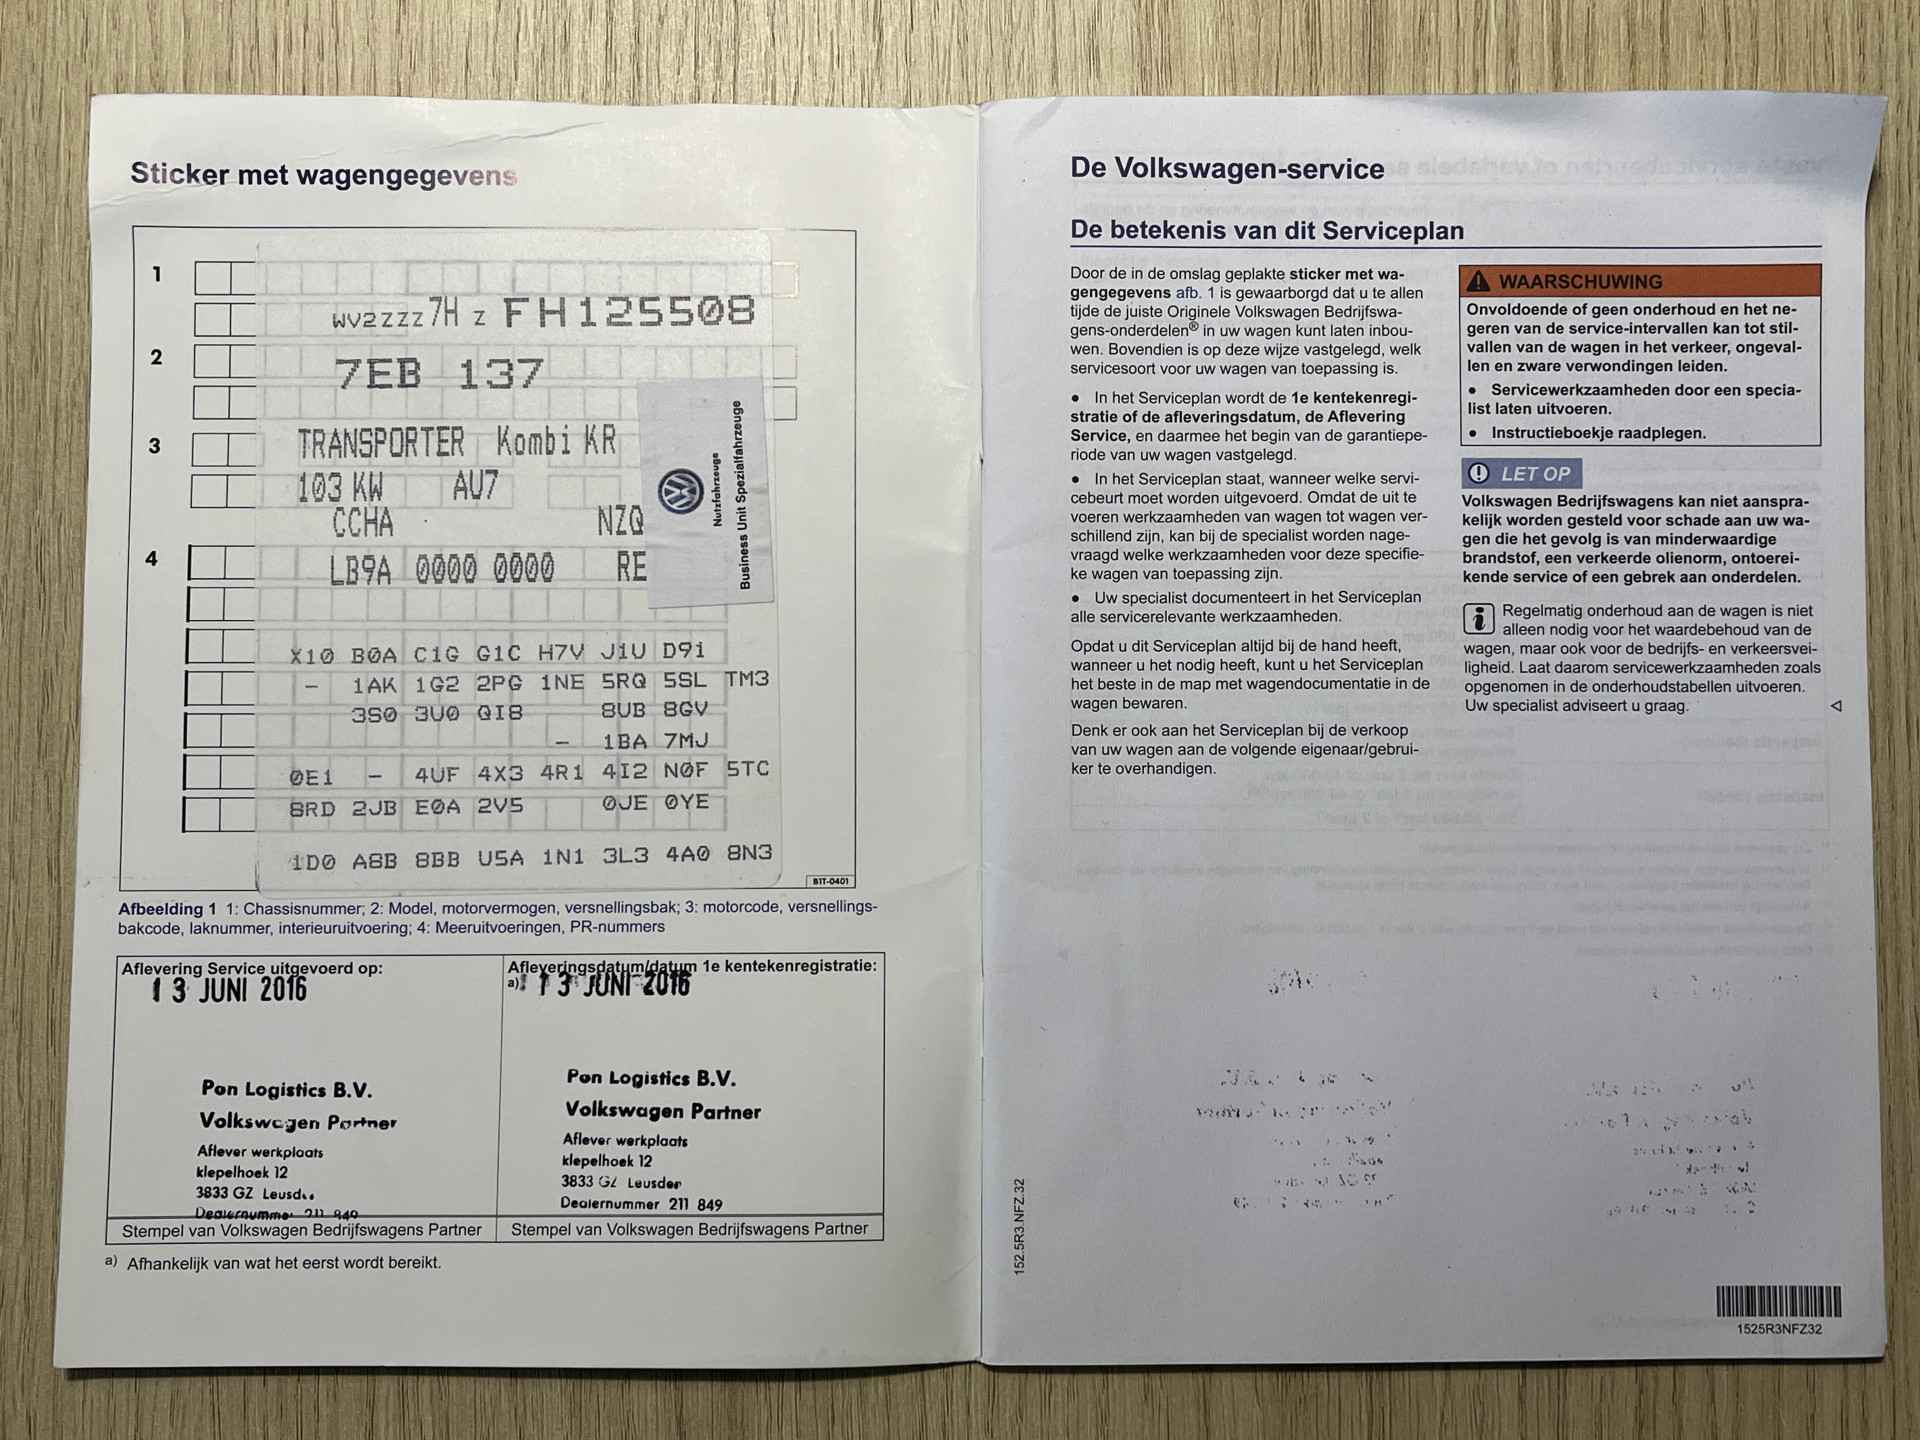 Sticker met wagengegevens
1
WV2ZZZ7H Z FH125508
2
7EB 137
3
TRANSPORTER Kombi KR
103 KW AU7
CCHA NZQ
4
LB9A 0000 0000 RE
Nutzfahrzeuge
Business Unit Spezialfahrzeuge
X10 B0A C1G G1C H7V J1U D9i
- 1AK 1G2 2PG 1NE 5RQ 5SL TM3
3S0 3U0 QI8 8UB 8GV
- 1BA 7MJ
0E1 - 4UF 4X3 4R1 4I2 N0F 5TC
8RD 2JB E0A 2V5 0JE 0YE
1D0 A8B 8BB U5A 1N1 3L3 4A0 8N3
B1T-0401
Afbeelding 1 1: Chassisnummer; 2: Model, motorvermogen, versnellingsbak; 3: motorcode, versnellings-
bakcode, laknummer, interieuruitvoering; 4: Meeruitvoeringen, PR-nummers
Aflevering Service uitgevoerd op:
13 JUNI 2016
Pon Logistics B.V.
Volkswagen Partner
Aflever werkplaats
klepelhoek 12
3833 GZ Leusd
Dealernummer 211 849
Stempel van Volkswagen Bedrijfswagens Partner
Afleveringsdatum/datum 1e kentekenregistratie:
a) 13 JUNI 2016
Pon Logistics B.V.
Volkswagen Partner
Aflever werkplaats
klepelhoek 12
3833 GZ Leusden
Dealernummer 211 849
Stempel van Volkswagen Bedrijfswagens Partner
a) Afhankelijk van wat het eerst wordt bereikt.
De Volkswagen-service
De betekenis van dit Serviceplan
Door de in de omslag geplakte sticker met wa-
gengegevens afb. 1 is gewaarborgd dat u te allen
tijde de juiste Originele Volkswagen Bedrijfswa-
gens-onderdelen® in uw wagen kunt laten inbou-
wen. Bovendien is op deze wijze vastgelegd, welk
servicesoort voor uw wagen van toepassing is.
● In het Serviceplan wordt de 1e kentekenregi-
stratie of de afleveringsdatum, de Aflevering
Service, en daarmee het begin van de garantiepe-
riode van uw wagen vastgelegd.
● In het Serviceplan staat, wanneer welke servi-
cebeurt moet worden uitgevoerd. Omdat de uit te
voeren werkzaamheden van wagen tot wagen ver-
schillend zijn, kan bij de specialist worden nage-
vraagd welke werkzaamheden voor deze specifie-
ke wagen van toepassing zijn.
● Uw specialist documenteert in het Serviceplan
alle servicerelevante werkzaamheden.
Opdat u dit Serviceplan altijd bij de hand heeft,
wanneer u het nodig heeft, kunt u het Serviceplan
het beste in de map met wagendocumentatie in de
wagen bewaren.
Denk er ook aan het Serviceplan bij de verkoop
van uw wagen aan de volgende eigenaar/gebrui-
ker te overhandigen.
WAARSCHUWING
Onvoldoende of geen onderhoud en het ne-
geren van de service-intervallen kan tot stil-
vallen van de wagen in het verkeer, ongeval-
len en zware verwondingen leiden.
● Servicewerkzaamheden door een specia-
list laten uitvoeren.
● Instructieboekje raadplegen.
LET OP
Volkswagen Bedrijfswagens kan niet aanspra-
kelijk worden gesteld voor schade aan uw wa-
gen die het gevolg is van minderwaardige
brandstof, een verkeerde olienorm, ontoerei-
kende service of een gebrek aan onderdelen.
Regelmatig onderhoud aan de wagen is niet
alleen nodig voor het waardebehoud van de
wagen, maar ook voor de bedrijfs- en verkeersvei-
ligheid. Laat daarom servicewerkzaamheden zoals
opgenomen in de onderhoudstabellen uitvoeren.
Uw specialist adviseert u graag.
152.5R3.NFZ.32
1525R3NFZ32